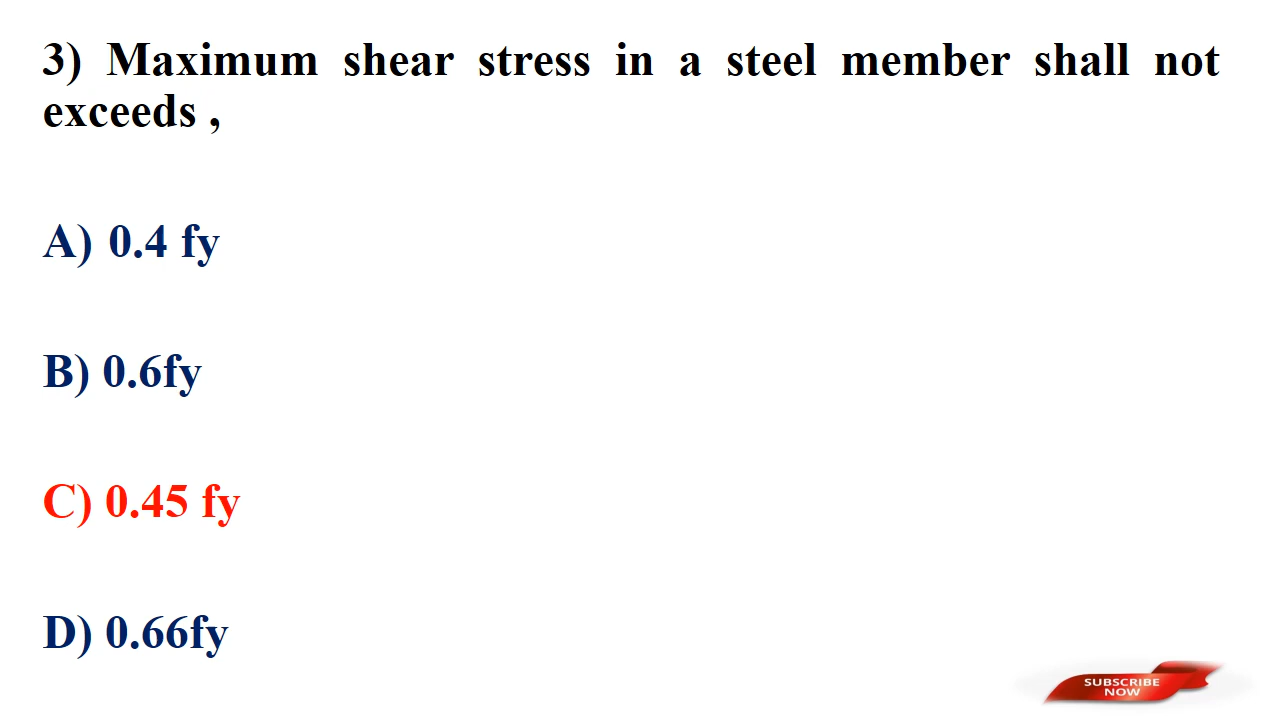 3) Maximum shear stress in a steel member shall not
exceeds ,
A) 0.4 fy
B) 0.6fy
C) 0.45 fy
D) 0.66fy
SUBSCRIBE
NOW